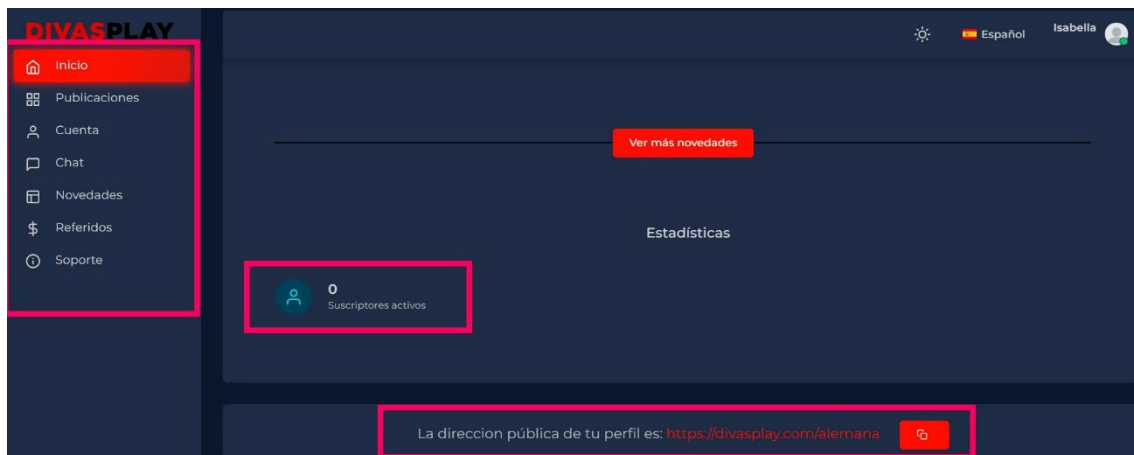 DIVASPLAY
Inicio
Publicaciones
Cuenta
Chat
Novedades
Referidos
Soporte
Español
Isabella
Ver más novedades
Estadísticas
0
Suscriptores activos
La direccion pública de tu perfil es: https://divasplay.com/alemana